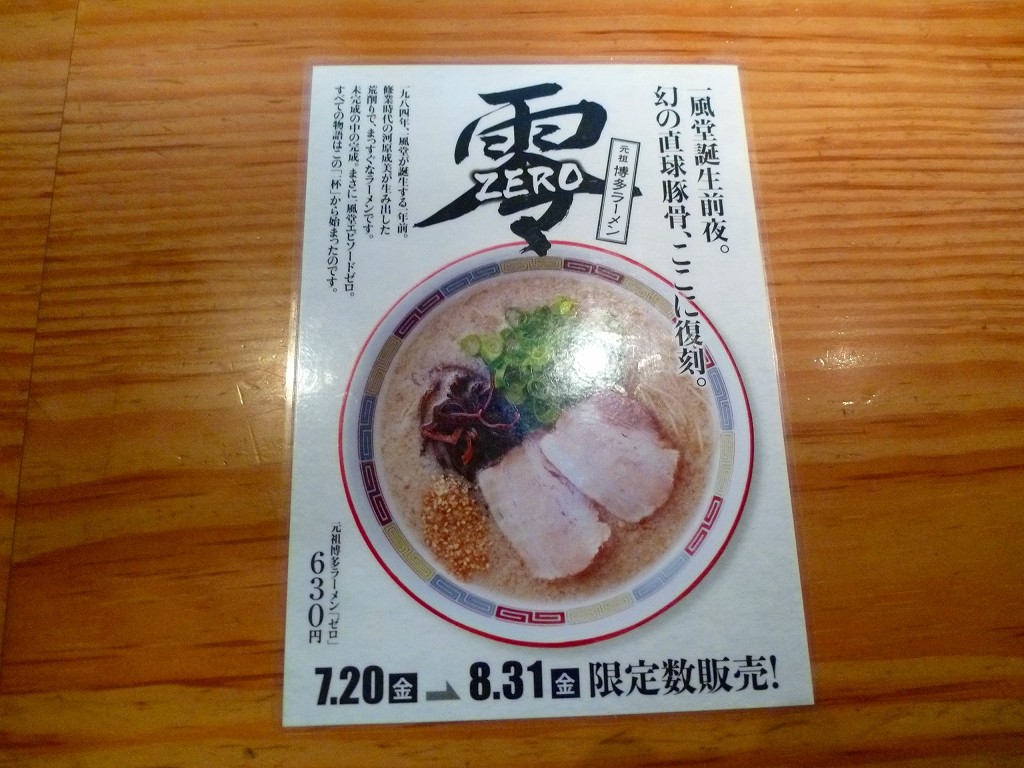 一風堂誕生前夜。
幻の直球豚骨、ここに復刻。
元祖 博多ラーメン
零
ZERO
一九八四年、一風堂が誕生する一年前。
修業時代の河原成美が生み出した
荒削りで、まっすぐなラーメンです。
未完成の中の完成。まさに一風堂エピソードゼロ。
すべての物語はこの「一杯」から始まったのです。
元祖博多ラーメン「ゼロ」
630円
7.20金→8.31金 限定数販売!